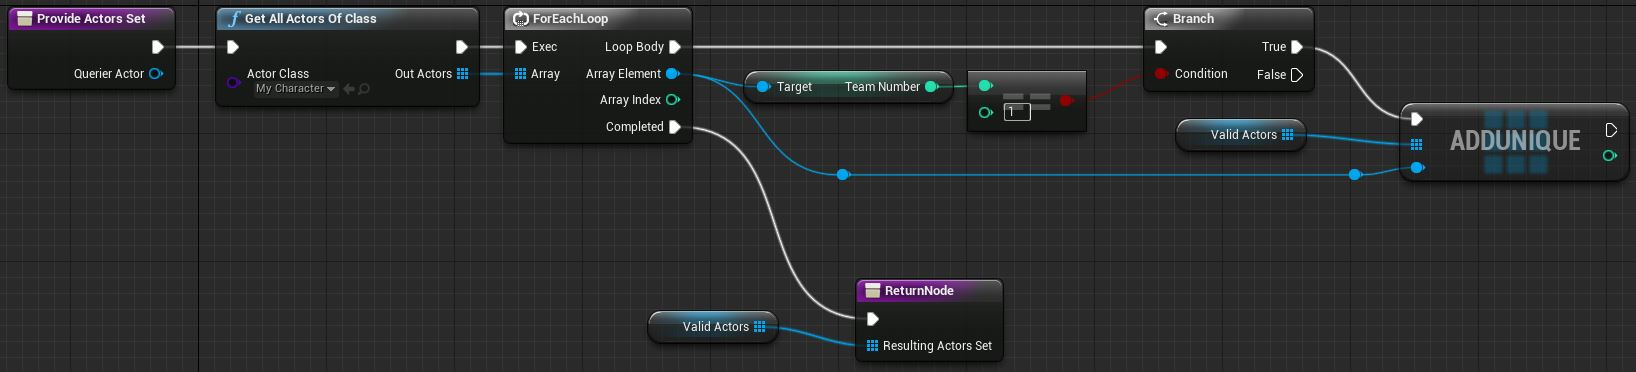 Provide Actors Set
Querier Actor
Get All Actors Of Class
Actor Class
My Character
Out Actors
ForEachLoop
Exec
Loop Body
Array
Array Element
Array Index
Completed
Target
Team Number
1
Branch
True
Condition
False
Valid Actors
ADDUNIQUE
Valid Actors
ReturnNode
Resulting Actors Set